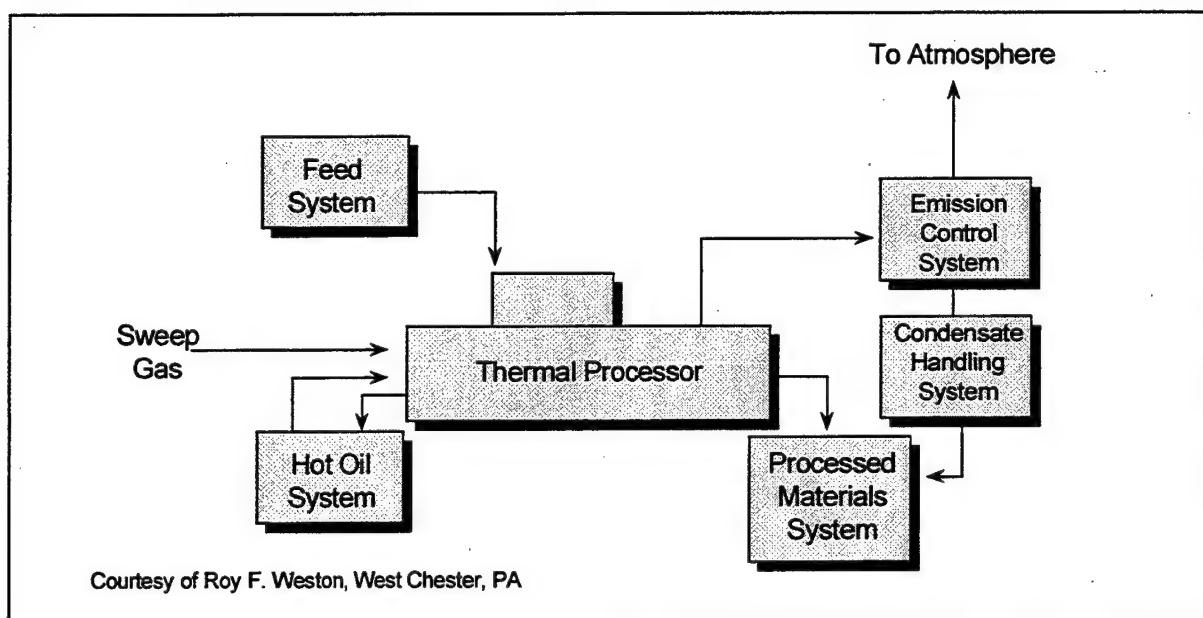 To Atmosphere
Feed
System
Emission
Control
System
Sweep
Gas
Thermal Processor
Condensate
Handling
System
Hot Oil
System
Processed
Materials
System
Courtesy of Roy F. Weston, West Chester, PA